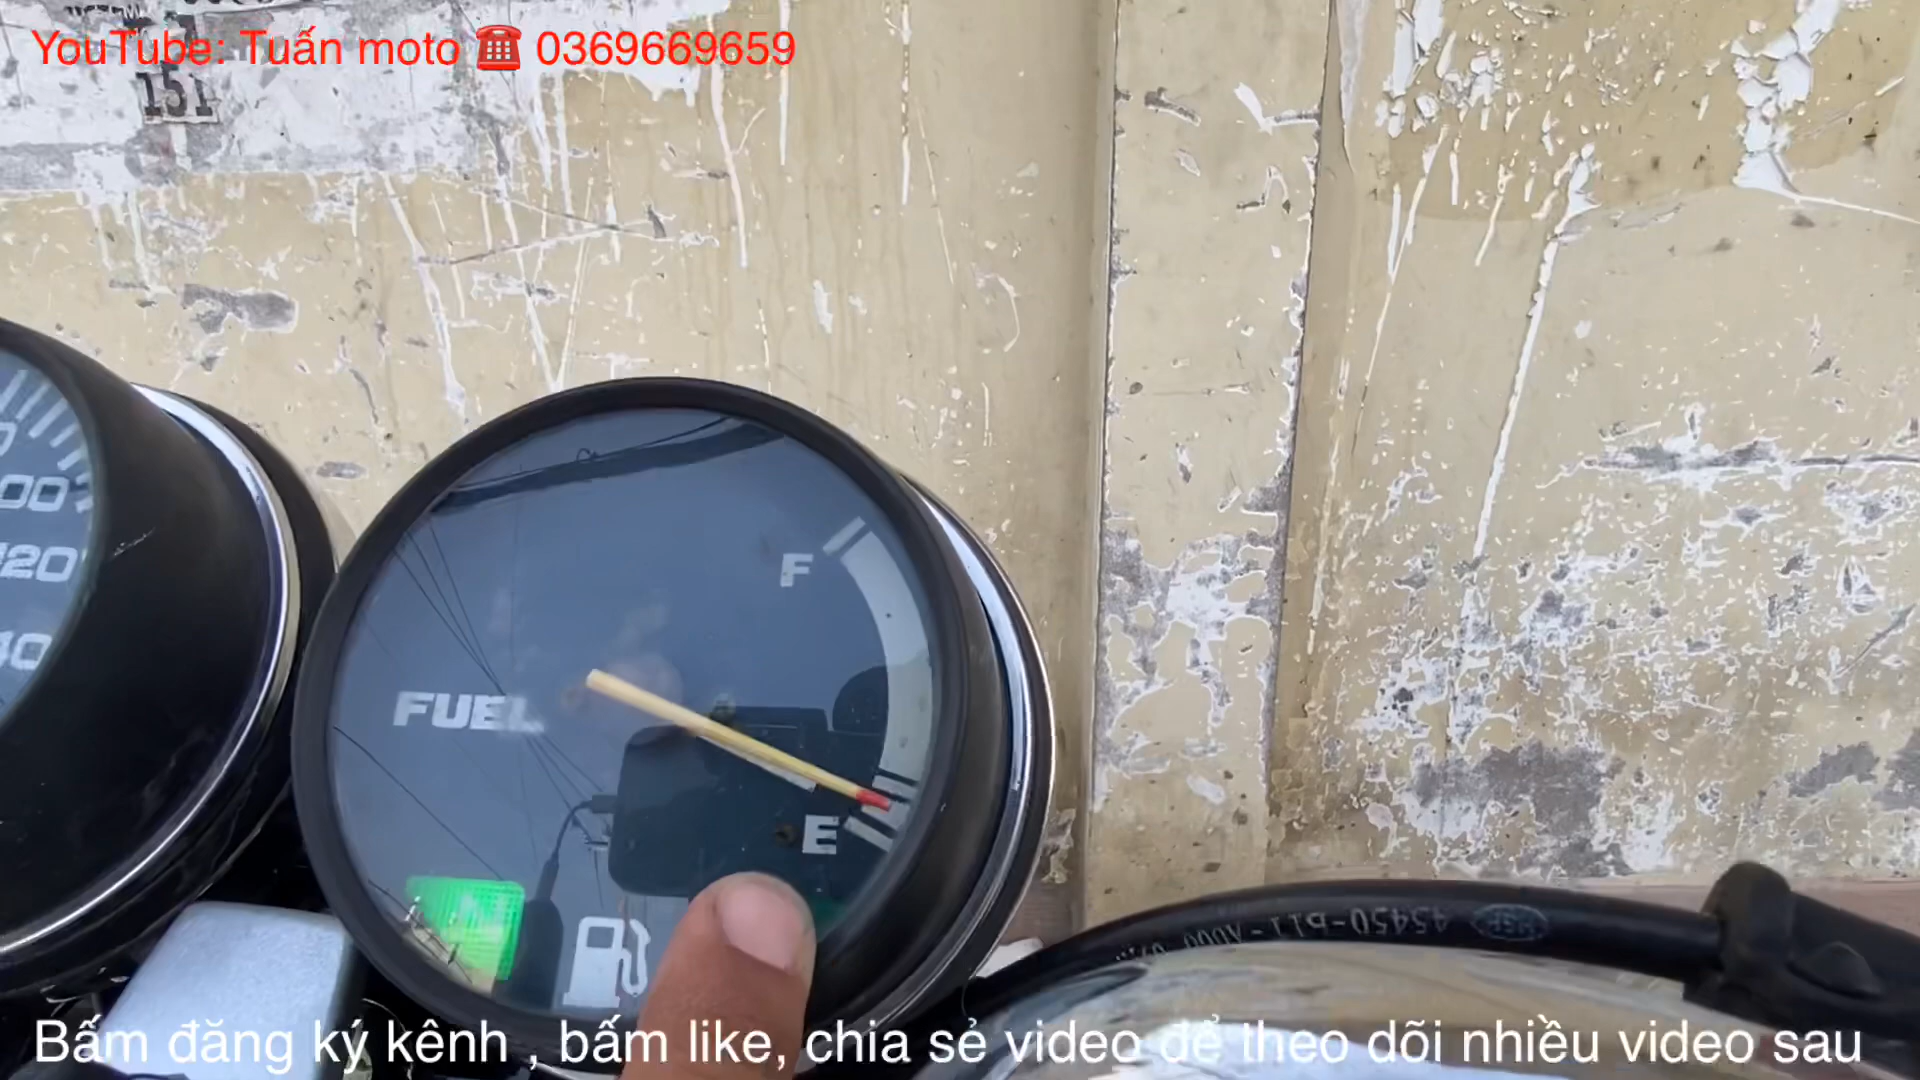 YouTube: Tuấn moto ☎ 0369669659
151
F
FUEL
E
120
Bấm đăng ký kênh , bấm like, chia sẻ video để theo dõi nhiều video sau